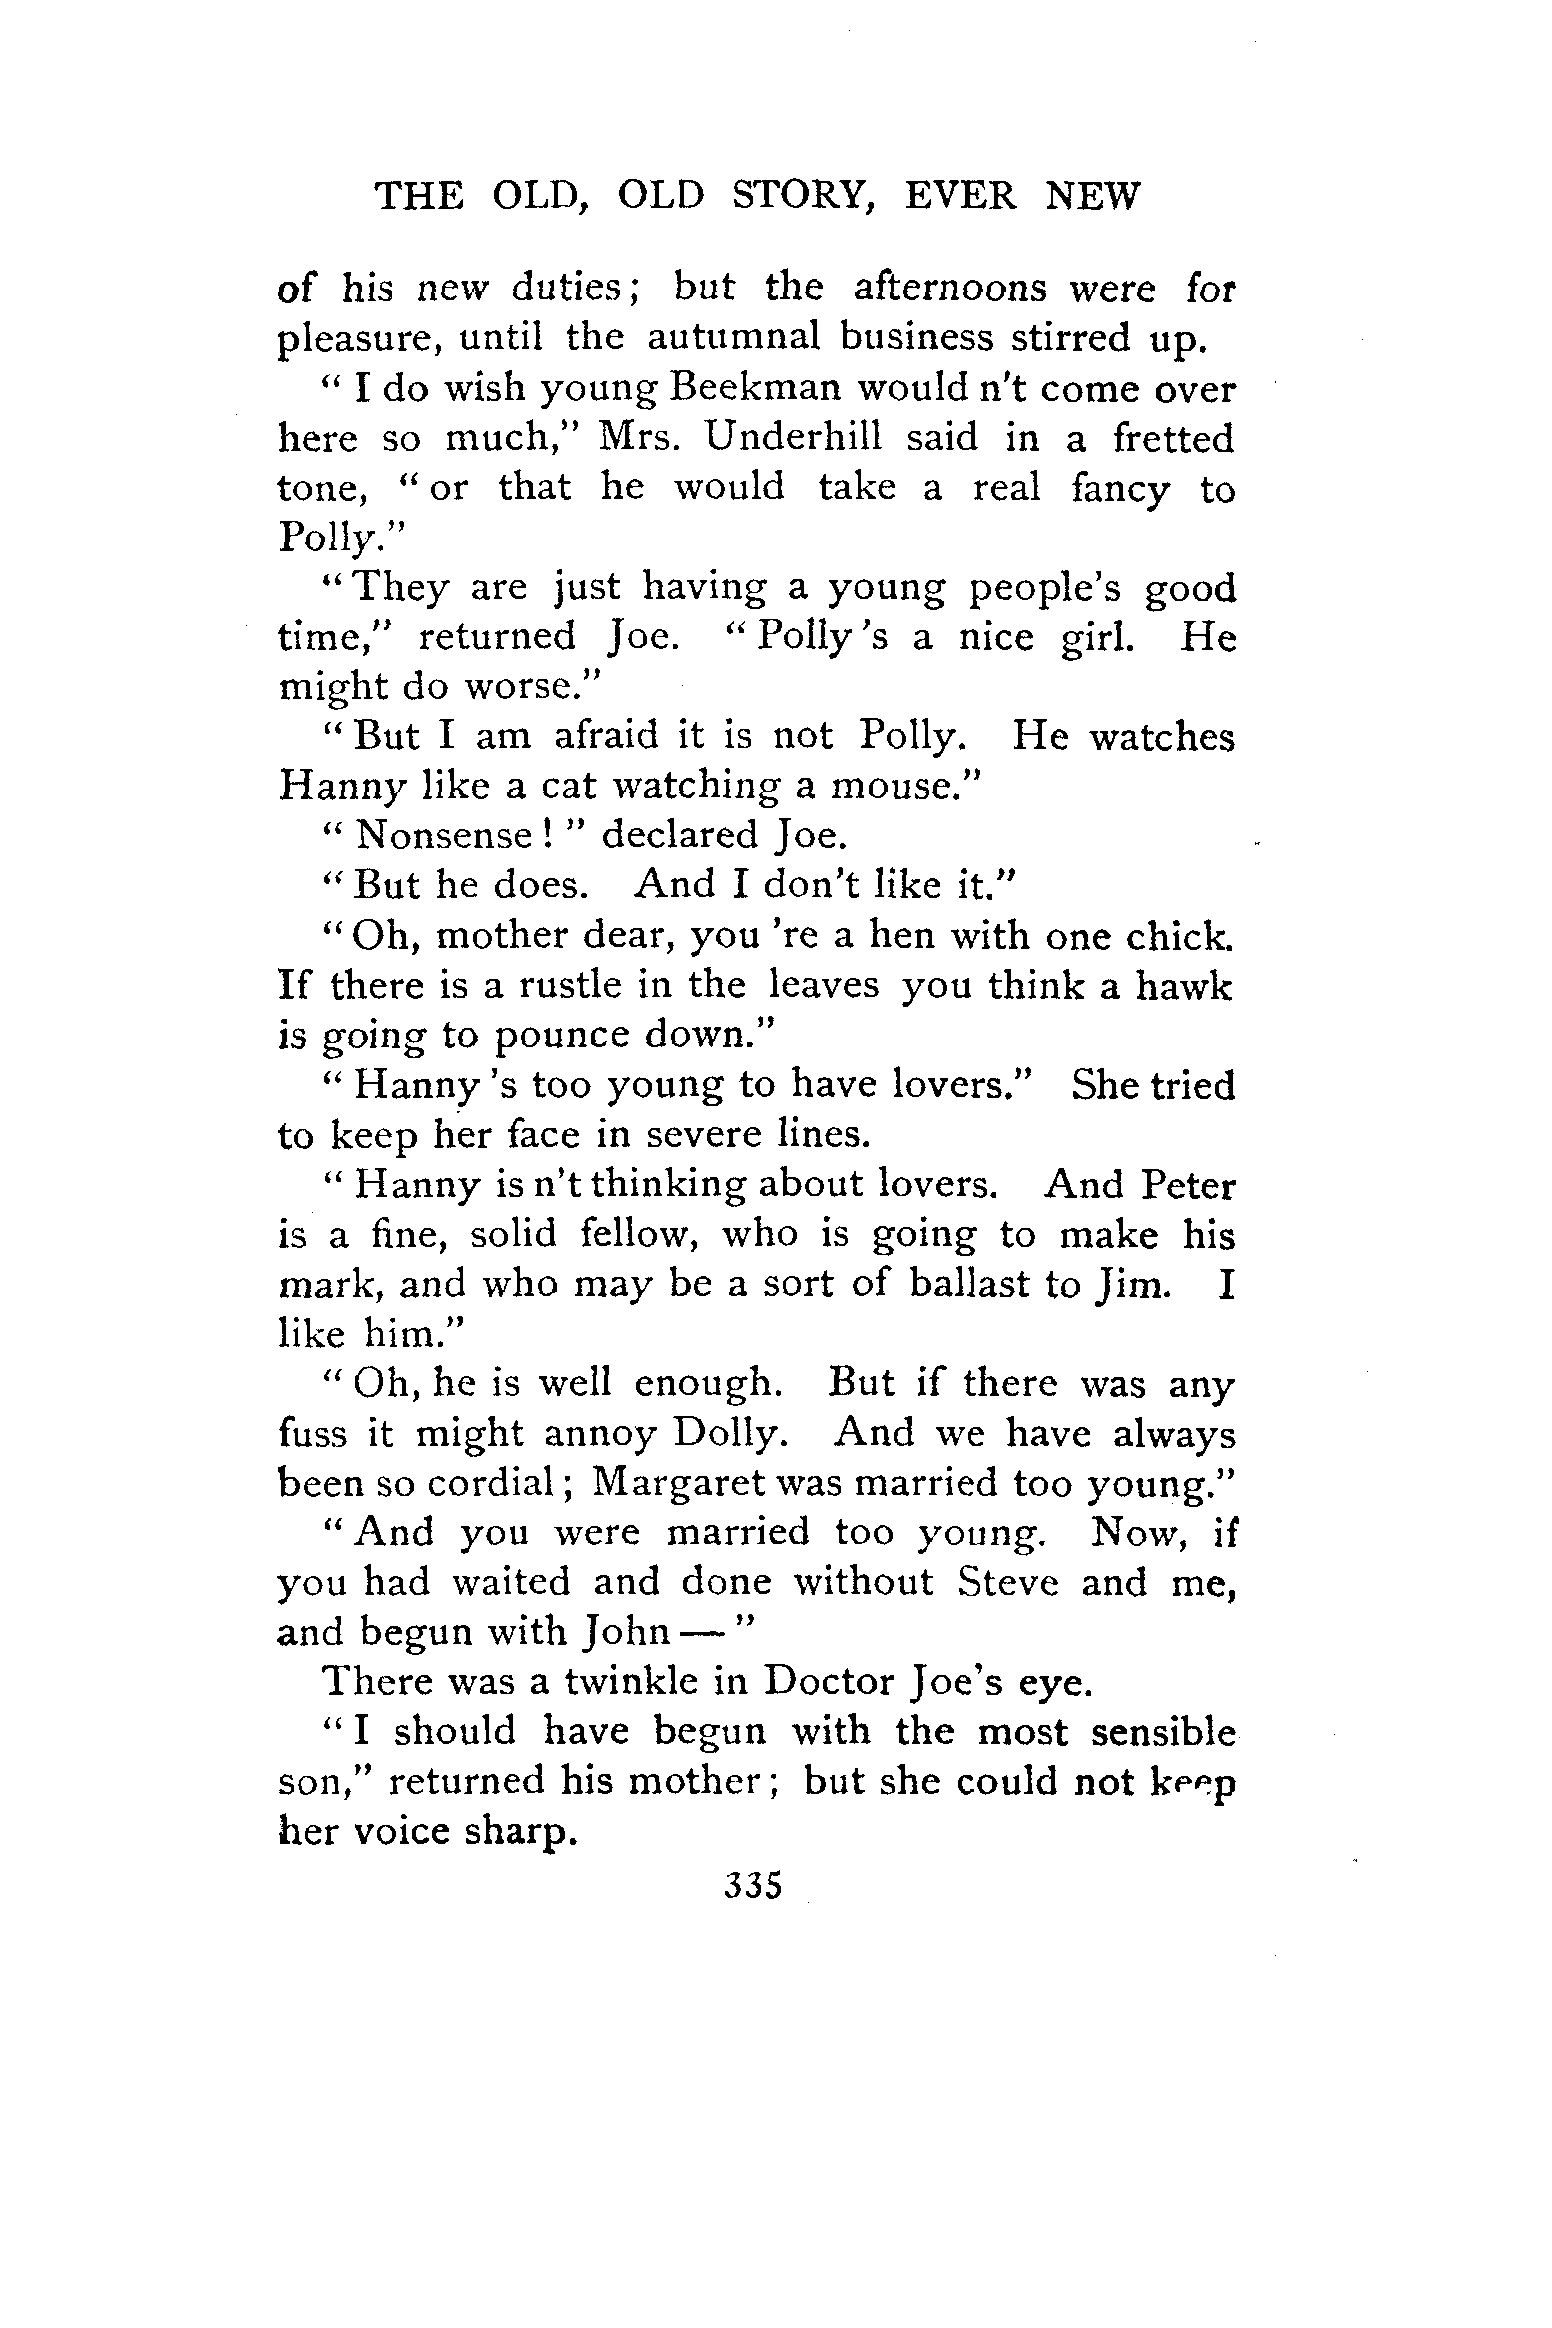 THE OLD, OLD STORY, EVER NEW
of his new duties; but the afternoons were for
pleasure, until the autumnal business stirred up.
“ I do wish young Beekman would n't come over
here so much,” Mrs. Underhill said in a fretted
tone, “ or that he would take a real fancy to
Polly.”
“ They are just having a young people's good
time,” returned Joe. “ Polly 's a nice girl. He
might do worse.”
“ But I am afraid it is not Polly. He watches
Hanny like a cat watching a mouse.”
“ Nonsense ! ” declared Joe.
“ But he does. And I don't like it.”
“ Oh, mother dear, you 're a hen with one chick.
If there is a rustle in the leaves you think a hawk
is going to pounce down.”
“ Hanny 's too young to have lovers.” She tried
to keep her face in severe lines.
“ Hanny is n't thinking about lovers. And Peter
is a fine, solid fellow, who is going to make his
mark, and who may be a sort of ballast to Jim. I
like him.”
“ Oh, he is well enough. But if there was any
fuss it might annoy Dolly. And we have always
been so cordial ; Margaret was married too young.”
“ And you were married too young. Now, if
you had waited and done without Steve and me,
and begun with John — ”
There was a twinkle in Doctor Joe's eye.
“ I should have begun with the most sensible
son,” returned his mother ; but she could not keep
her voice sharp.
335